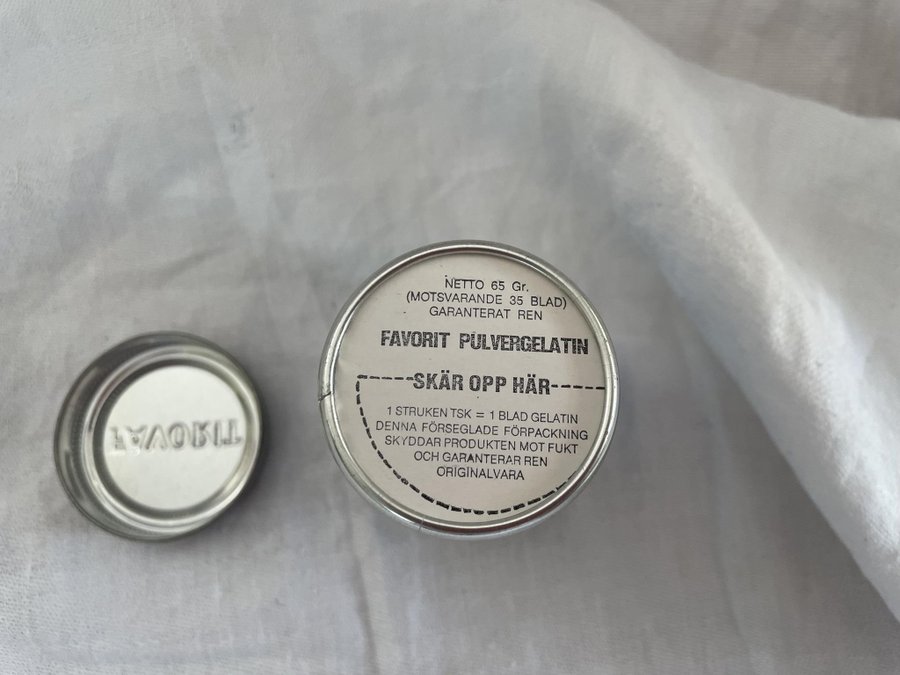 NETTO 65 Gr.
(MOTSVARANDE 35 BLAD)
GARANTERAT REN
FAVORIT PULVERGELATIN
SKÄR OPP HÄR
1 STRUKEN TSK = 1 BLAD GELATIN
DENNA FÖRSEGLADE FÖRPACKNING
SKYDDAR PRODUKTEN MOT FUKT
OCH GARANTERAR REN
ORIGINALVARA
FAVORIT